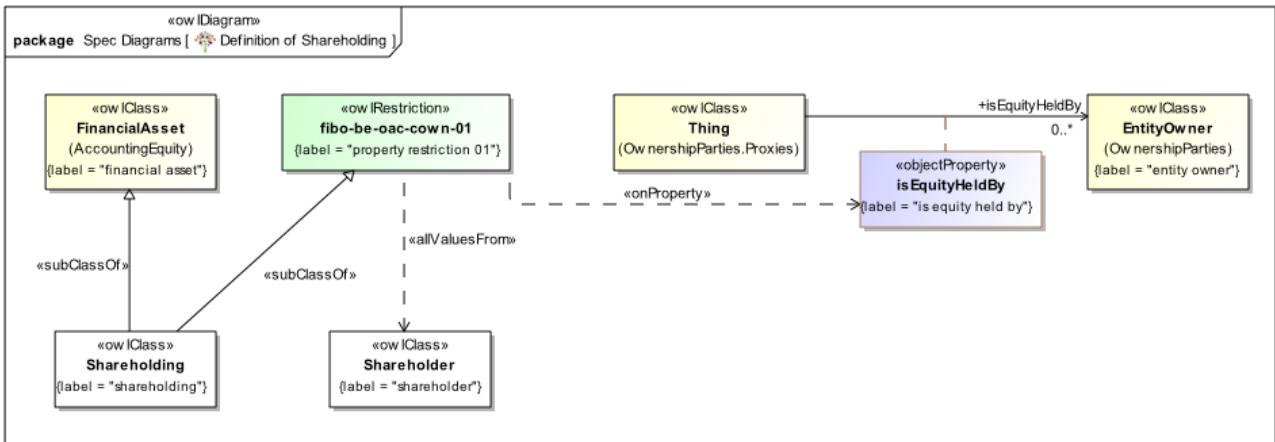 «owlDiagram»
package Spec Diagrams [ Definition of Shareholding ]
«owlClass»
FinancialAsset
(AccountingEquity)
{label = "financial asset"}
«owlRestriction»
fibo-be-oac-cown-01
{label = "property restriction 01"}
«owlClass»
Thing
(OwnershipParties.Proxies)
+isEquityHeldBy
0..*
«owlClass»
EntityOwner
(OwnershipParties)
{label = "entity owner"}
«objectProperty»
isEquityHeldBy
{label = "is equity held by"}
«onProperty»
«allValuesFrom»
«subClassOf»
«subClassOf»
«owlClass»
Shareholding
{label = "shareholding"}
«owlClass»
Shareholder
{label = "shareholder"}